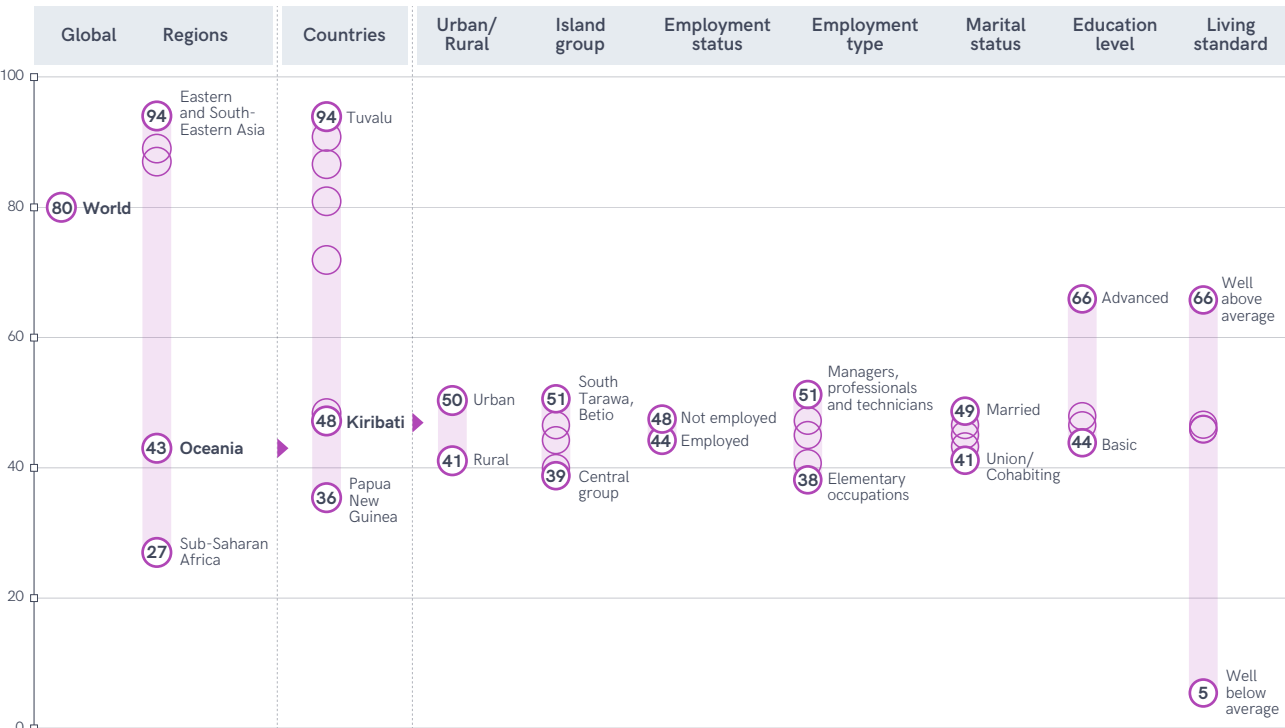 Global
Regions
Countries
Urban/
Rural
Island
group
Employment
status
Employment
type
Marital
status
Education
level
Living
standard
100
80
60
40
20
0
80 World
94
Eastern
and South-
Eastern Asia
43 Oceania
27
Sub-Saharan
Africa
94 Tuvalu
48 Kiribati
36
Papua
New
Guinea
50 Urban
41 Rural
51
South
Tarawa,
Betio
39
Central
group
48 Not employed
44 Employed
51
Managers,
professionals
and technicians
38
Elementary
occupations
49 Married
41
Union/
Cohabiting
66 Advanced
44 Basic
66
Well
above
average
5
Well
below
average